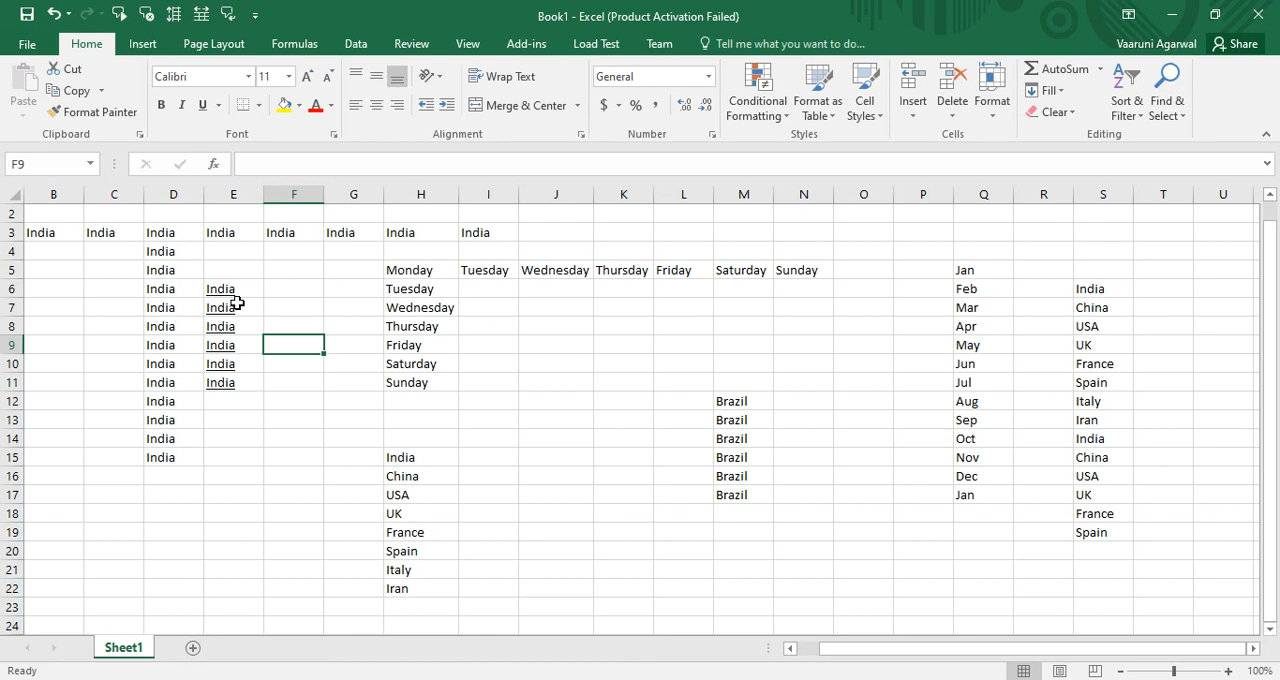 Book1 - Excel (Product Activation Failed)
File Home Insert Page Layout Formulas Data Review View Add-ins Load Test Team Tell me what you want to do... Vaaruni Agarwal Share
Paste Cut Copy Format Painter Clipboard
Calibri 11 B I U A A A Font
Wrap Text Merge & Center Alignment
General $ % , Number
Conditional Formatting Format as Table Cell Styles Styles
Insert Delete Format Cells
AutoSum Fill Clear Sort & Filter Find & Select Editing
F9 fx
B C D E F G H I J K L M N O P Q R S T U
2
3 India India India India India India India India
4 India
5 India Monday Tuesday Wednesday Thursday Friday Saturday Sunday Jan
6 India India Tuesday Feb India
7 India India Wednesday Mar China
8 India India Thursday Apr USA
9 India India Friday May UK
10 India India Saturday Jun France
11 India India Sunday Jul Spain
12 India Brazil Aug Italy
13 India Brazil Sep Iran
14 India Brazil Oct India
15 India India Brazil Nov China
16 China Brazil Dec USA
17 USA Brazil Jan UK
18 UK France
19 France Spain
20 Spain
21 Italy
22 Iran
23
24
Sheet1
Ready 100%